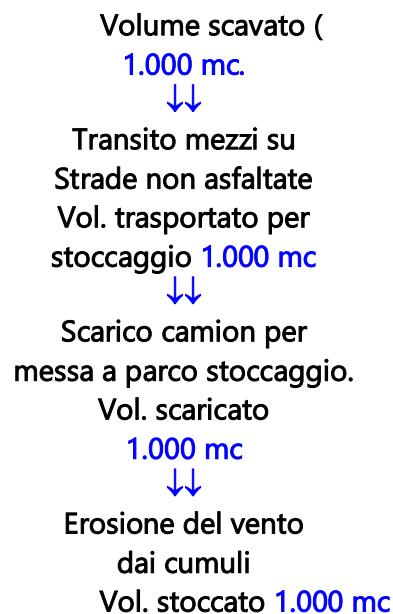 Volume scavato (
1.000 mc.
↓↓
Transito mezzi su
Strade non asfaltate
Vol. trasportato per
stoccaggio 1.000 mc
↓↓
Scarico camion per
messa a parco stoccaggio.
Vol. scaricato
1.000 mc
↓↓
Erosione del vento
dai cumuli
Vol. stoccato 1.000 mc